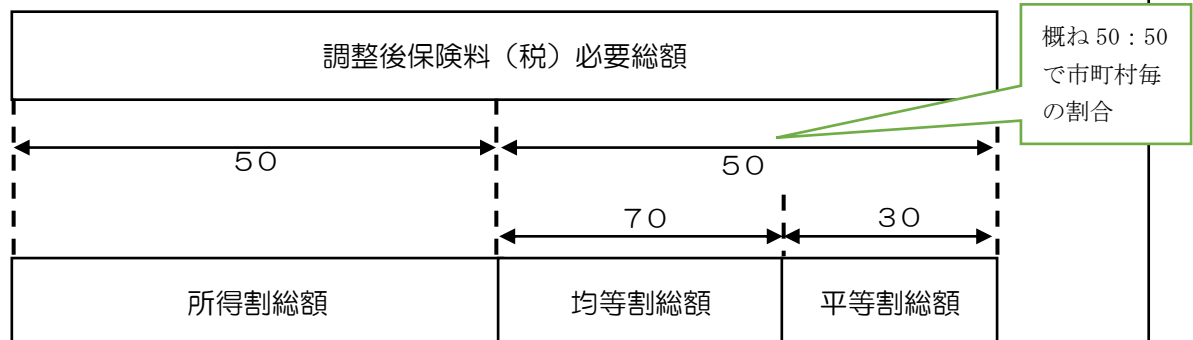 調整後保険料（税）必要総額
概ね 50：50
で市町村毎
の割合
５０
５０
７０
３０
所得割総額
均等割総額
平等割総額